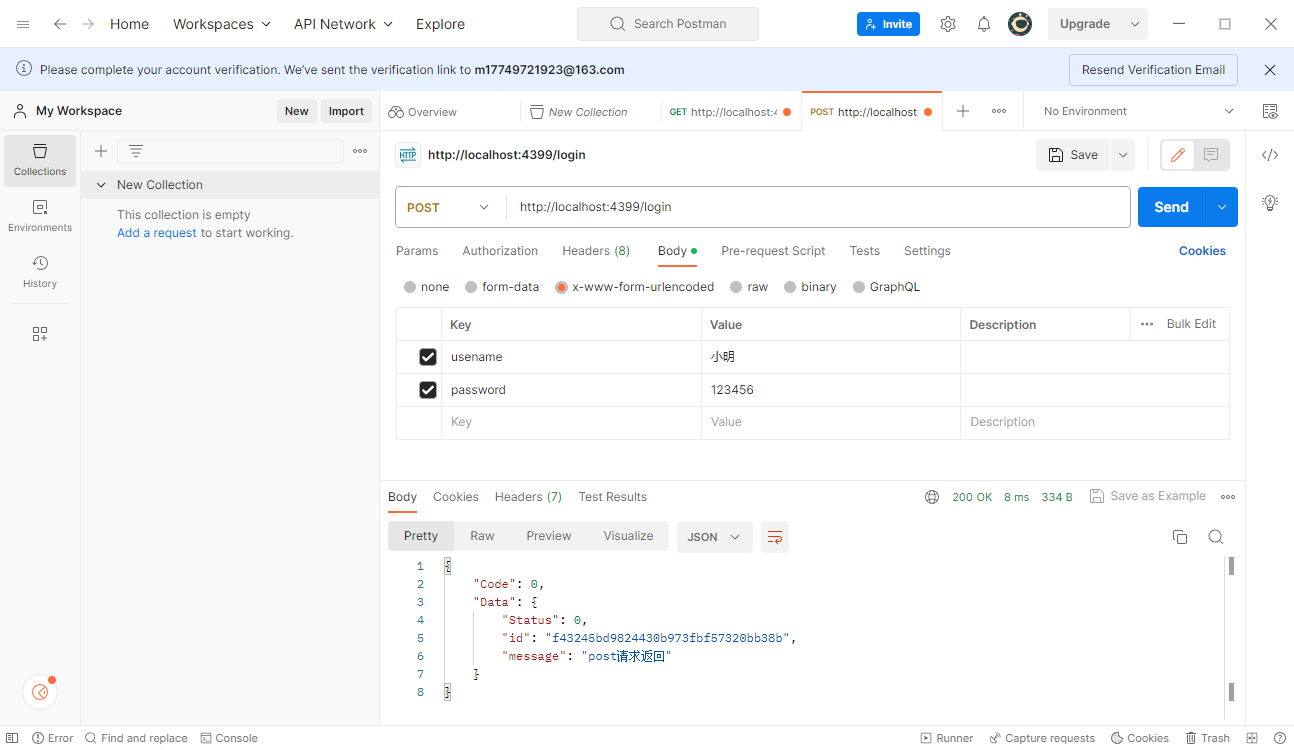 Home Workspaces API Network Explore Search Postman Invite Upgrade
Please complete your account verification. We've sent the verification link to m17749721923@163.com Resend Verification Email
My Workspace New Import Overview New Collection GET http://localhost:4 POST http://localhost No Environment
HTTP http://localhost:4399/login Save
Collections
New Collection
This collection is empty
Add a request to start working.
Environments
History
POST http://localhost:4399/login Send
Params Authorization Headers (8) Body Pre-request Script Tests Settings Cookies
none form-data x-www-form-urlencoded raw binary GraphQL
Key Value Description Bulk Edit
usename 小明
password 123456
Key Value Description
Body Cookies Headers (7) Test Results 200 OK 8 ms 334 B Save as Example
Pretty Raw Preview Visualize JSON
1 {
2 "Code": 0,
3 "Data": {
4 "Status": 0,
5 "id": "f43245bd9824430b973fbf57320bb38b",
6 "message": "post请求返回"
7 }
8 }
Error Find and replace Console Runner Capture requests Cookies Trash